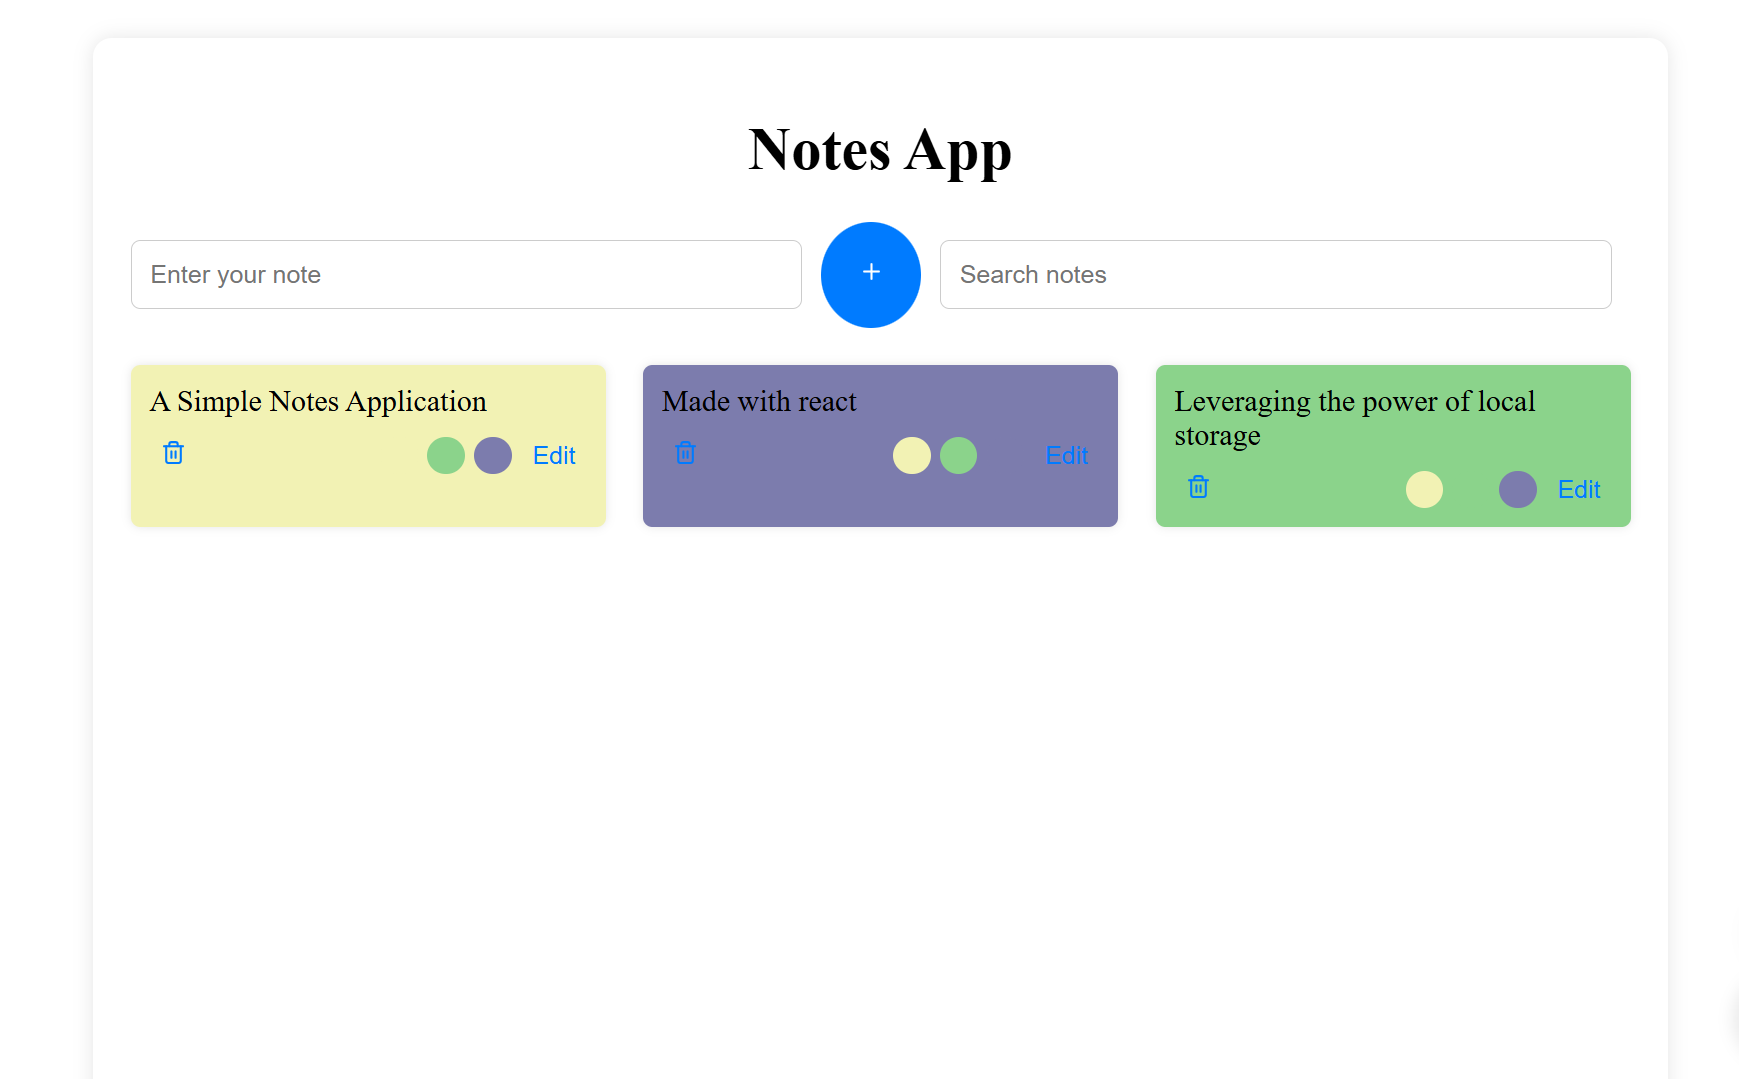 Notes App
Enter your note
+
Search notes
A Simple Notes Application
Edit
Made with react
Edit
Leveraging the power of local
storage
Edit